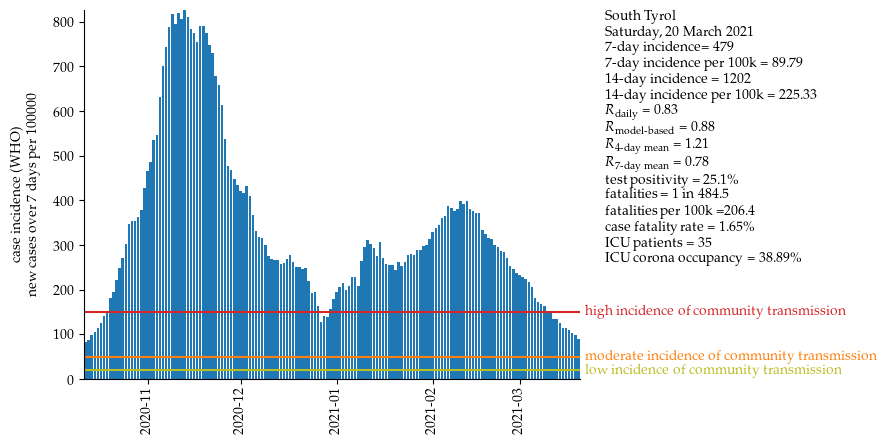 case incidence (WHO)
new cases over 7 days per 100000
800
700
600
500
400
300
200
100
0
2020-11
2020-12
2021-01
2021-02
2021-03
South Tyrol
Saturday, 20 March 2021
7-day incidence= 479
7-day incidence per 100k = 89.79
14-day incidence = 1202
14-day incidence per 100k = 225.33
R daily = 0.83
R model-based = 0.88
R 4-day mean = 1.21
R 7-day mean = 0.78
test positivity = 25.1%
fatalities = 1 in 484.5
fatalities per 100k =206.4
case fatality rate = 1.65%
ICU patients = 35
ICU corona occupancy = 38.89%
high incidence of community transmission
moderate incidence of community transmission
low incidence of community transmission